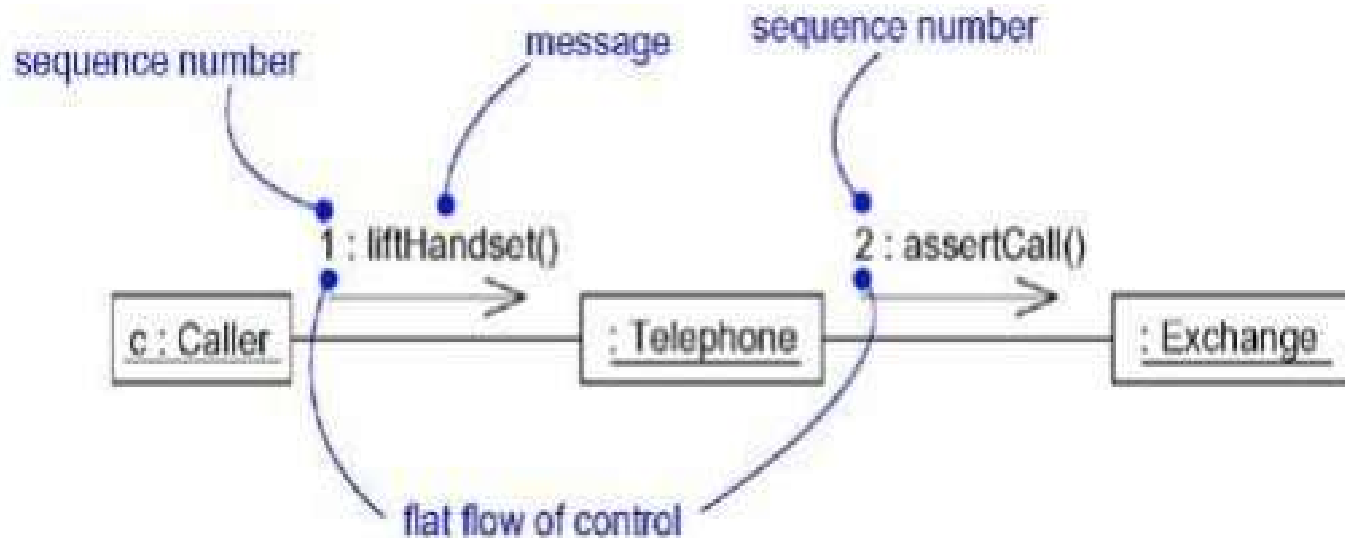 sequence number
message
sequence number
1 : liftHandset()
2 : assertCall()
c : Caller
: Telephone
: Exchange
flat flow of control